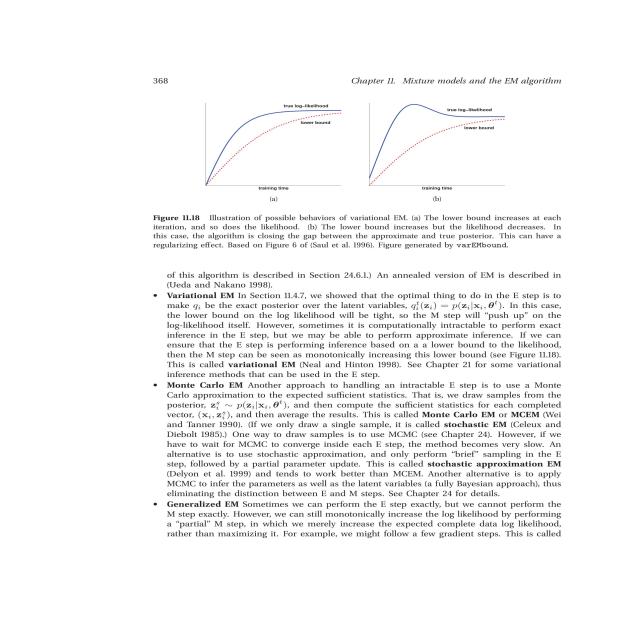 368
Chapter 11. Mixture models and the EM algorithm
true log−likelihood
lower bound
training time
(a)
true log−likelihood
lower bound
training time
(b)
Figure 11.18 Illustration of possible behaviors of variational EM. (a) The lower bound increases at each
iteration, and so does the likelihood. (b) The lower bound increases but the likelihood decreases. In
this case, the algorithm is closing the gap between the approximate and true posterior. This can have a
regularizing effect. Based on Figure 6 of (Saul et al. 1996). Figure generated by varEMbound.
of this algorithm is described in Section 24.6.1.) An annealed version of EM is described in
(Ueda and Nakano 1998).
• Variational EM In Section 11.4.7, we showed that the optimal thing to do in the E step is to
make qᵢ be the exact posterior over the latent variables, qᵢᵗ(zᵢ) = p(zᵢ|xᵢ, θᵗ). In this case,
the lower bound on the log likelihood will be tight, so the M step will “push up” on the
log-likelihood itself. However, sometimes it is computationally intractable to perform exact
inference in the E step, but we may be able to perform approximate inference. If we can
ensure that the E step is performing inference based on a a lower bound to the likelihood,
then the M step can be seen as monotonically increasing this lower bound (see Figure 11.18).
This is called variational EM (Neal and Hinton 1998). See Chapter 21 for some variational
inference methods that can be used in the E step.
• Monte Carlo EM Another approach to handling an intractable E step is to use a Monte
Carlo approximation to the expected sufficient statistics. That is, we draw samples from the
posterior, zᵢˢ ∼ p(zᵢ|xᵢ, θᵗ), and then compute the sufficient statistics for each completed
vector, (xᵢ, zᵢˢ), and then average the results. This is called Monte Carlo EM or MCEM (Wei
and Tanner 1990). (If we only draw a single sample, it is called stochastic EM (Celeux and
Diebolt 1985).) One way to draw samples is to use MCMC (see Chapter 24). However, if we
have to wait for MCMC to converge inside each E step, the method becomes very slow. An
alternative is to use stochastic approximation, and only perform “brief” sampling in the E
step, followed by a partial parameter update. This is called stochastic approximation EM
(Delyon et al. 1999) and tends to work better than MCEM. Another alternative is to apply
MCMC to infer the parameters as well as the latent variables (a fully Bayesian approach), thus
eliminating the distinction between E and M steps. See Chapter 24 for details.
• Generalized EM Sometimes we can perform the E step exactly, but we cannot perform the
M step exactly. However, we can still monotonically increase the log likelihood by performing
a “partial” M step, in which we merely increase the expected complete data log likelihood,
rather than maximizing it. For example, we might follow a few gradient steps. This is called